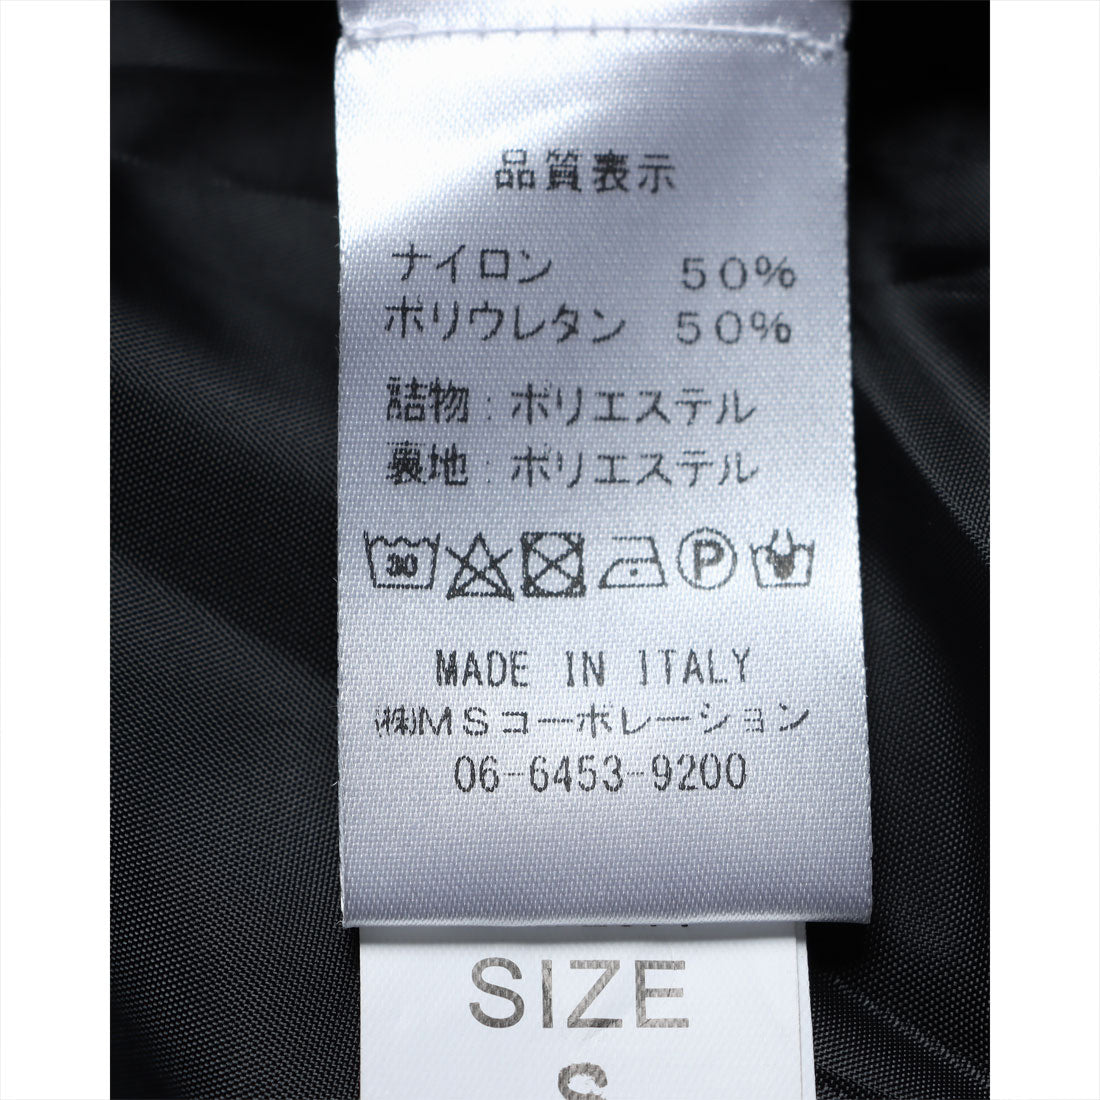 品質表示
ナイロン 50%
ポリウレタン 50%
詰物:ポリエステル
裏地:ポリエステル
30 P
MADE IN ITALY
(株)MSコーポレーション
06-6453-9200
SIZE
S